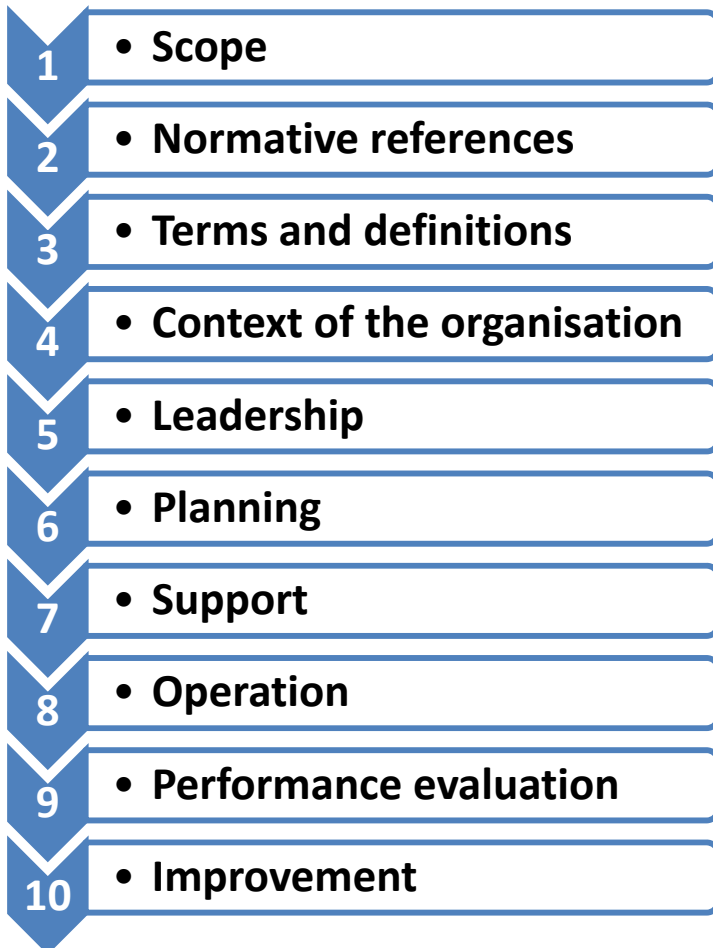 1
• Scope
2
• Normative references
3
• Terms and definitions
4
• Context of the organisation
5
• Leadership
6
• Planning
7
• Support
8
• Operation
9
• Performance evaluation
10
• Improvement